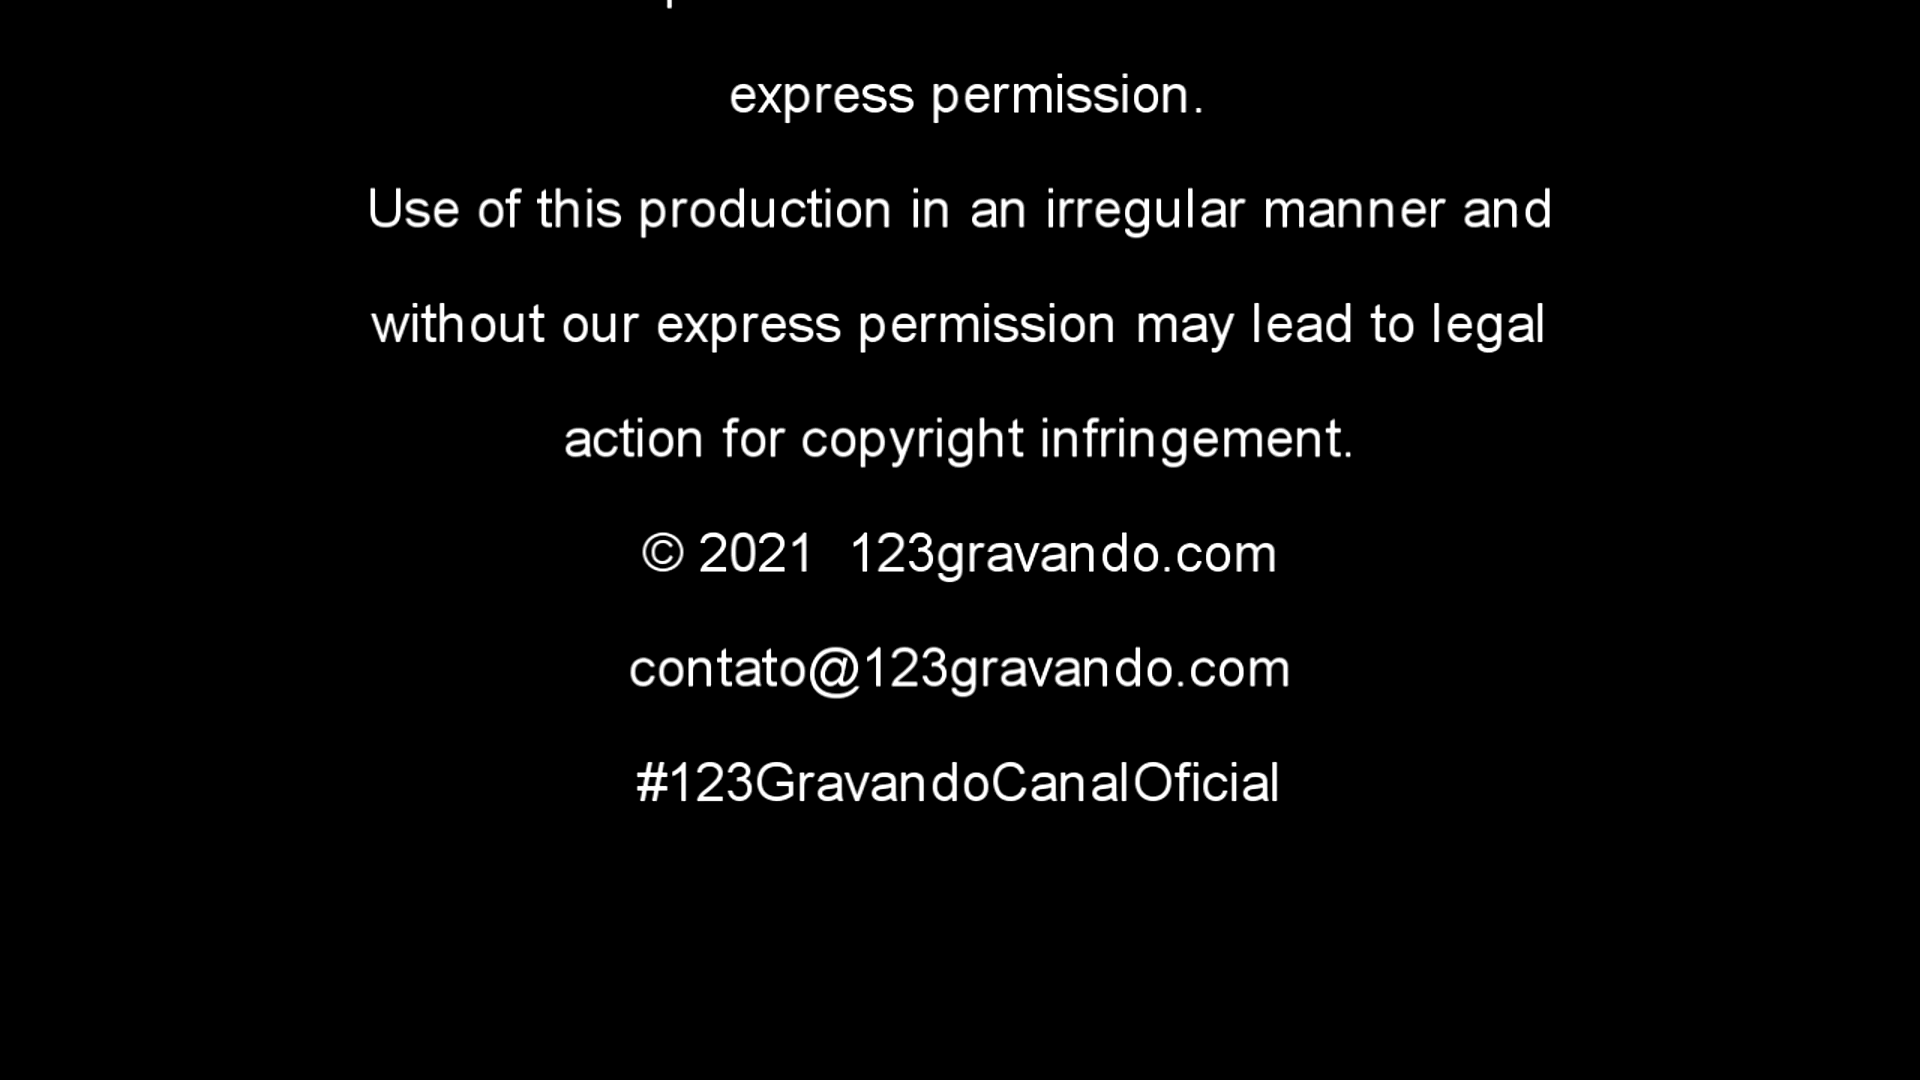 express permission.
Use of this production in an irregular manner and
without our express permission may lead to legal
action for copyright infringement.
© 2021  123gravando.com
contato@123gravando.com
#123GravandoCanalOficial